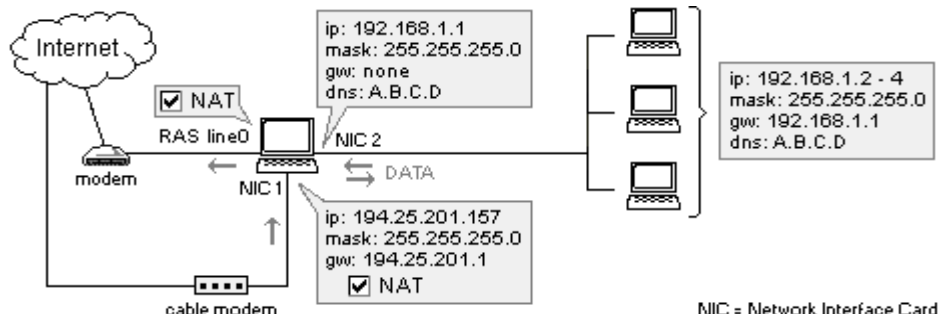 Internet
ip: 192.168.1.1
mask: 255.255.255.0
gw: none
dns: A.B.C.D
NAT
RAS line0
modem
NIC 2
DATA
NIC 1
ip: 192.168.1.2 - 4
mask: 255.255.255.0
gw: 192.168.1.1
dns: A.B.C.D
ip: 194.25.201.157
mask: 255.255.255.0
gw: 194.25.201.1
NAT
cable modem
NIC = Network Interface Card